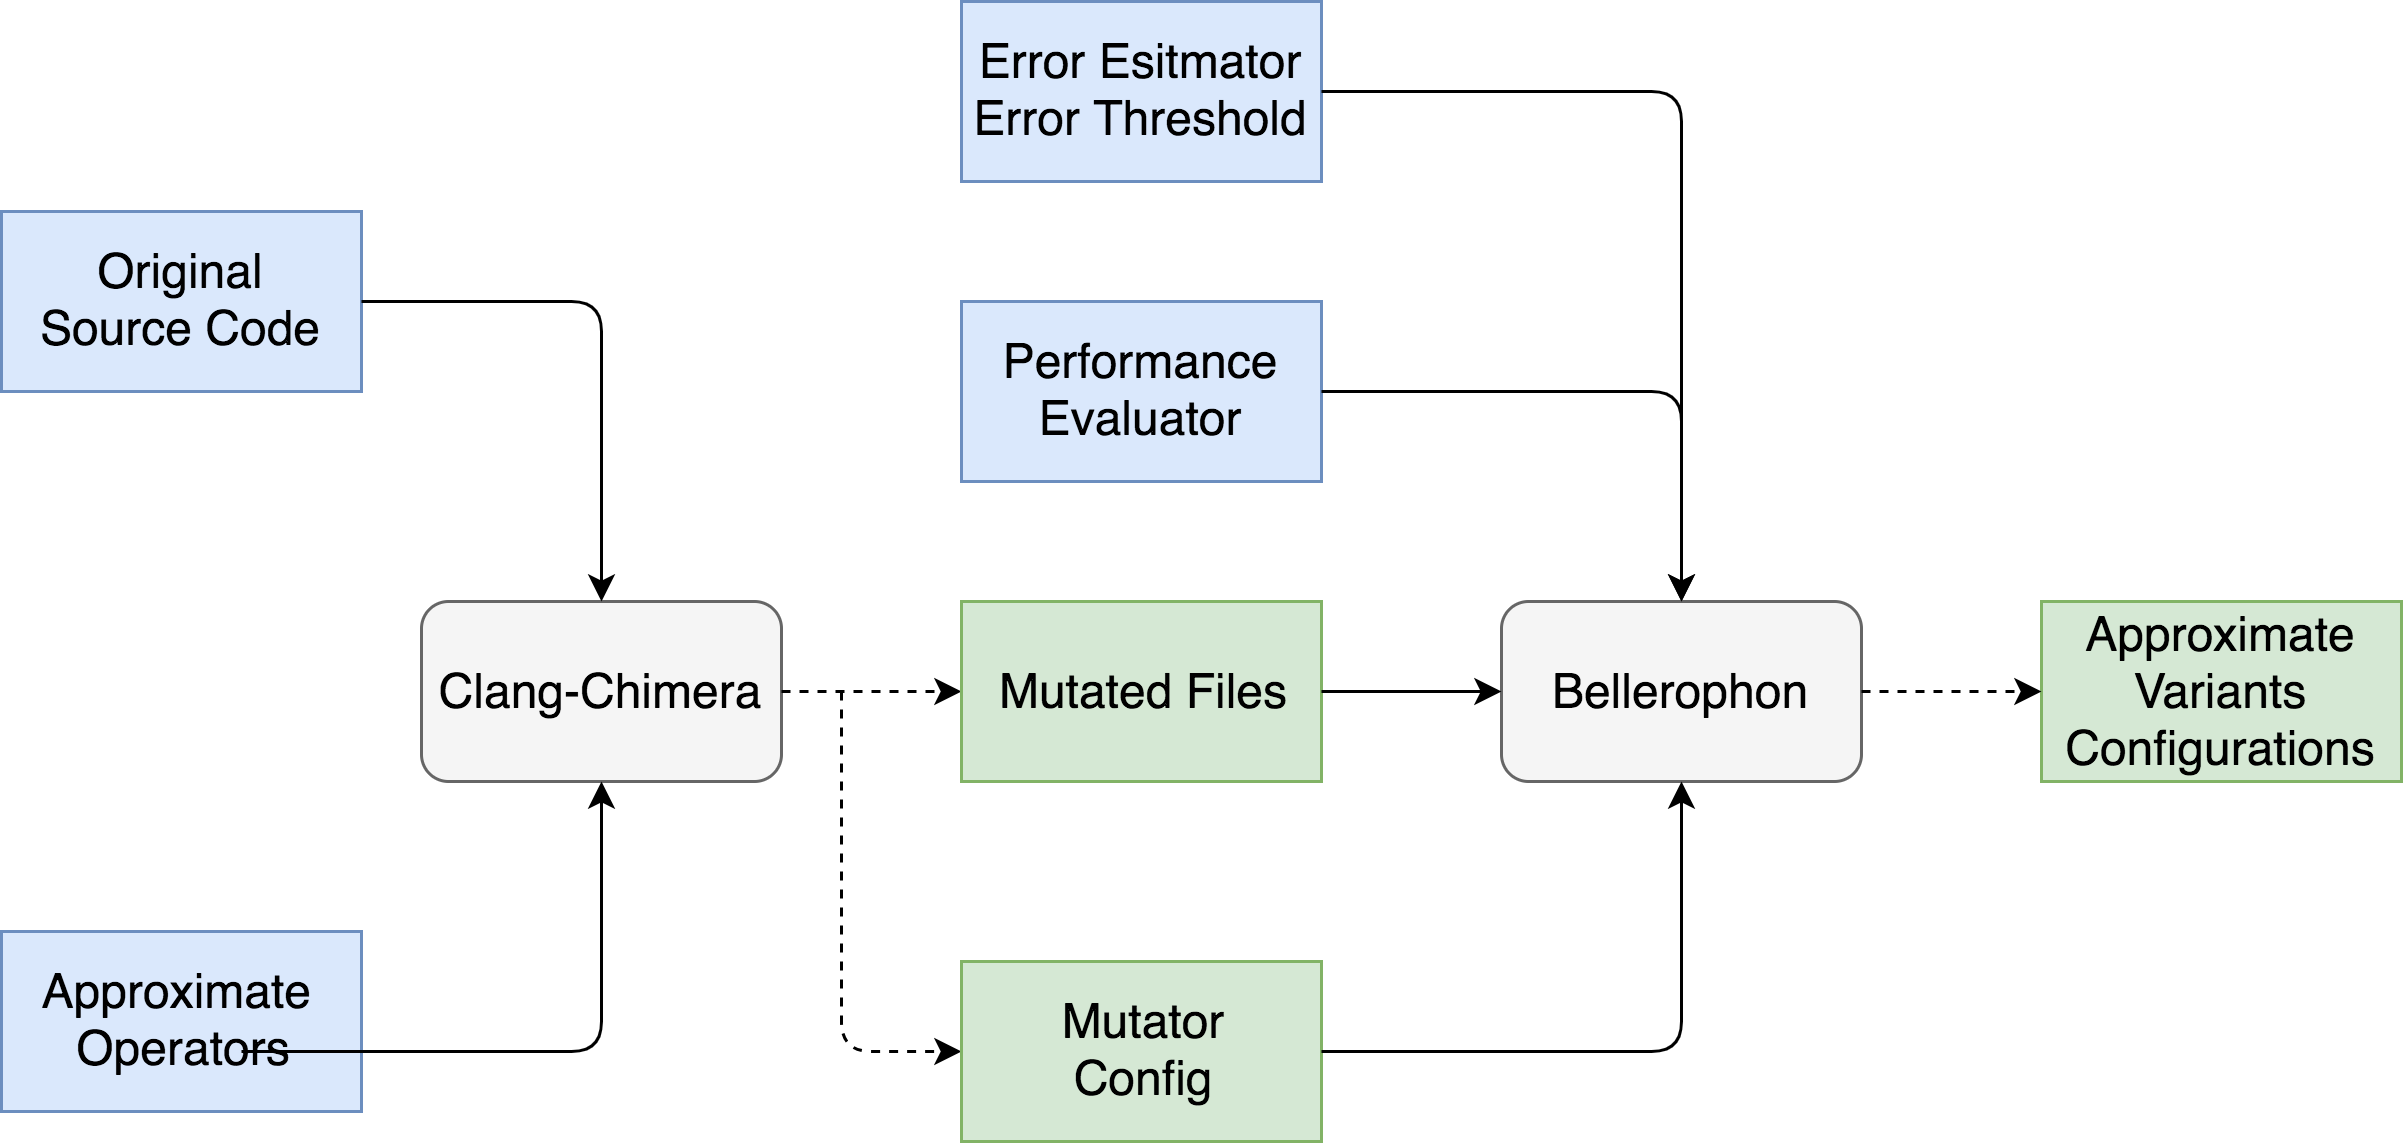 Error Esitmator
Error Threshold
Original
Source Code
Performance
Evaluator
Clang-Chimera
Mutated Files
Bellerophon
Approximate
Variants
Configurations
Approximate
Operators
Mutator
Config